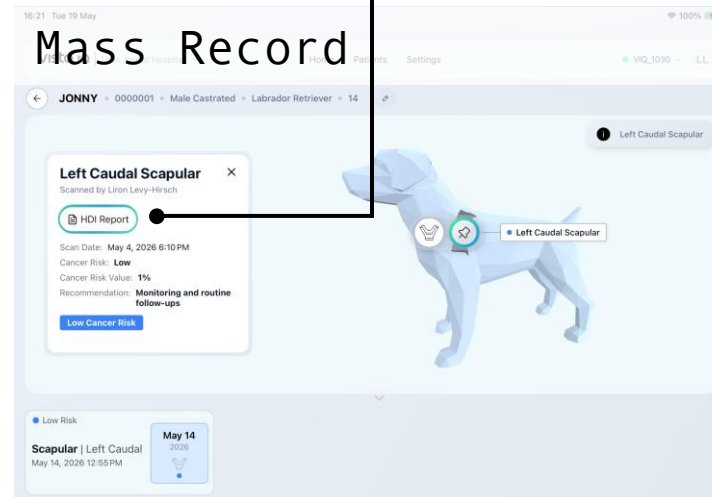 16:21 Tue 19 May
100%
Mass Record
Patients
Settings
VIQ_1030
LL
JONNY • 0000001 • Male Castrated • Labrador Retriever • 14
Left Caudal Scapular
Left Caudal Scapular
Scanned by Liron Levy-Hirsch
HDI Report
Scan Date: May 4, 2026 6:10 PM
Cancer Risk: Low
Cancer Risk Value: 1%
Recommendation: Monitoring and routine
follow-ups
Low Cancer Risk
Left Caudal Scapular
Low Risk
Scapular | Left Caudal
May 14, 2026 12:55 PM
May 14
2026